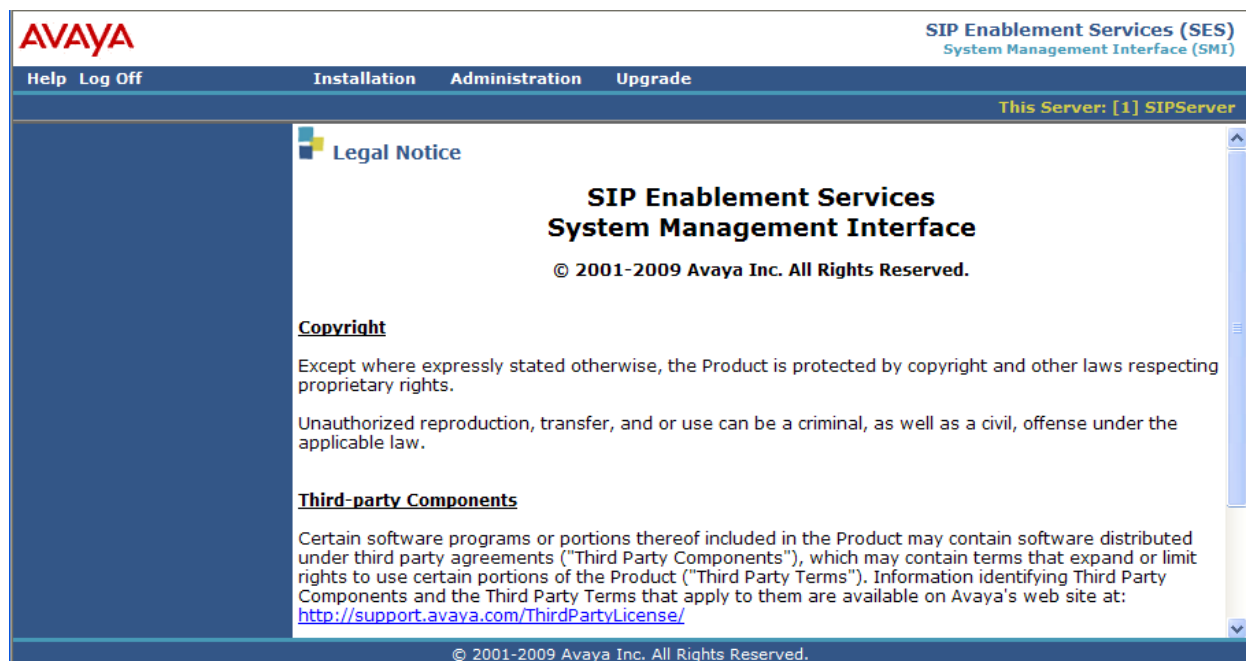 AVAYA
SIP Enablement Services (SES)
System Management Interface (SMI)
Help Log Off Installation Administration Upgrade
This Server: [1] SIPServer
Legal Notice
SIP Enablement Services
System Management Interface
© 2001-2009 Avaya Inc. All Rights Reserved.
Copyright
Except where expressly stated otherwise, the Product is protected by copyright and other laws respecting
proprietary rights.
Unauthorized reproduction, transfer, and or use can be a criminal, as well as a civil, offense under the
applicable law.
Third-party Components
Certain software programs or portions thereof included in the Product may contain software distributed
under third party agreements ("Third Party Components"), which may contain terms that expand or limit
rights to use certain portions of the Product ("Third Party Terms"). Information identifying Third Party
Components and the Third Party Terms that apply to them are available on Avaya's web site at:
http://support.avaya.com/ThirdPartyLicense/
© 2001-2009 Avaya Inc. All Rights Reserved.